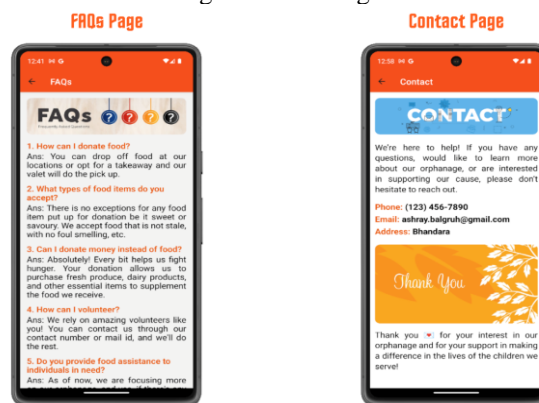 FAQs Page
12:41
FAQs
FAQs
Frequently Asked Questions
1. How can I donate food?
Ans: You can drop off food at our
locations or opt for a takeaway and our
valet will do the pick up.
2. What types of food items do you
accept?
Ans: There is no exceptions for any food
item put up for donation be it sweet or
savoury. We accept food that is not stale,
with no foul smelling, etc.
3. Can I donate money instead of food?
Ans: Absolutely! Every bit helps us fight
hunger. Your donation allows us to
purchase fresh produce, dairy products,
and other essential items to supplement
the food we receive.
4. How can I volunteer?
Ans: We rely on amazing volunteers like
you! You can contact us through our
contact number or mail id, and we'll do
the rest.
5. Do you provide food assistance to
individuals in need?
Ans: As of now, we are focusing more
Contact Page
12:58
Contact
CONTACT
We're here to help! If you have any
questions, would like to learn more
about our orphanage, or are interested
in supporting our cause, please don't
hesitate to reach out.
Phone: (123) 456-7890
Email: ashray.balgruh@gmail.com
Address: Bhandara
Thank You
Thank you 💌 for your interest in our
orphanage and for your support in making
a difference in the lives of the children we
serve!